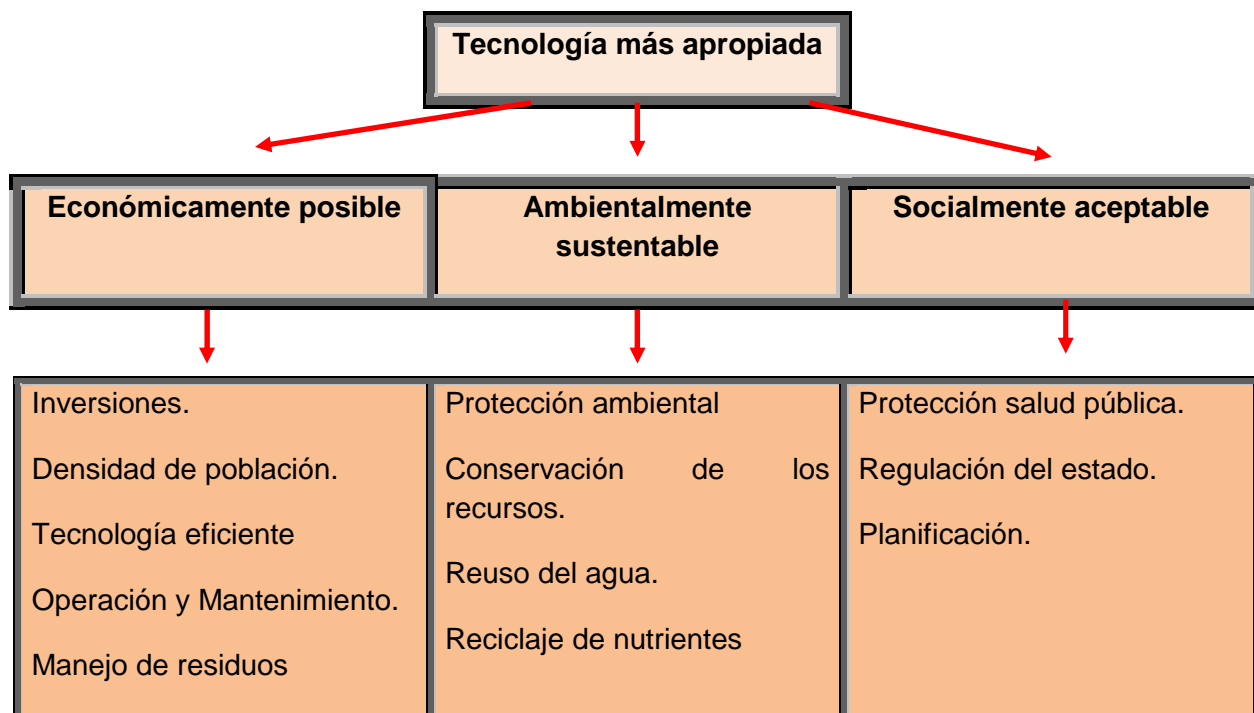 Tecnología más apropiada
Económicamente posible
Ambientalmente
sustentable
Socialmente aceptable
Inversiones.
Densidad de población.
Tecnología eficiente
Operación y Mantenimiento.
Manejo de residuos
Protección ambiental
Conservación de los
recursos.
Reuso del agua.
Reciclaje de nutrientes
Protección salud pública.
Regulación del estado.
Planificación.